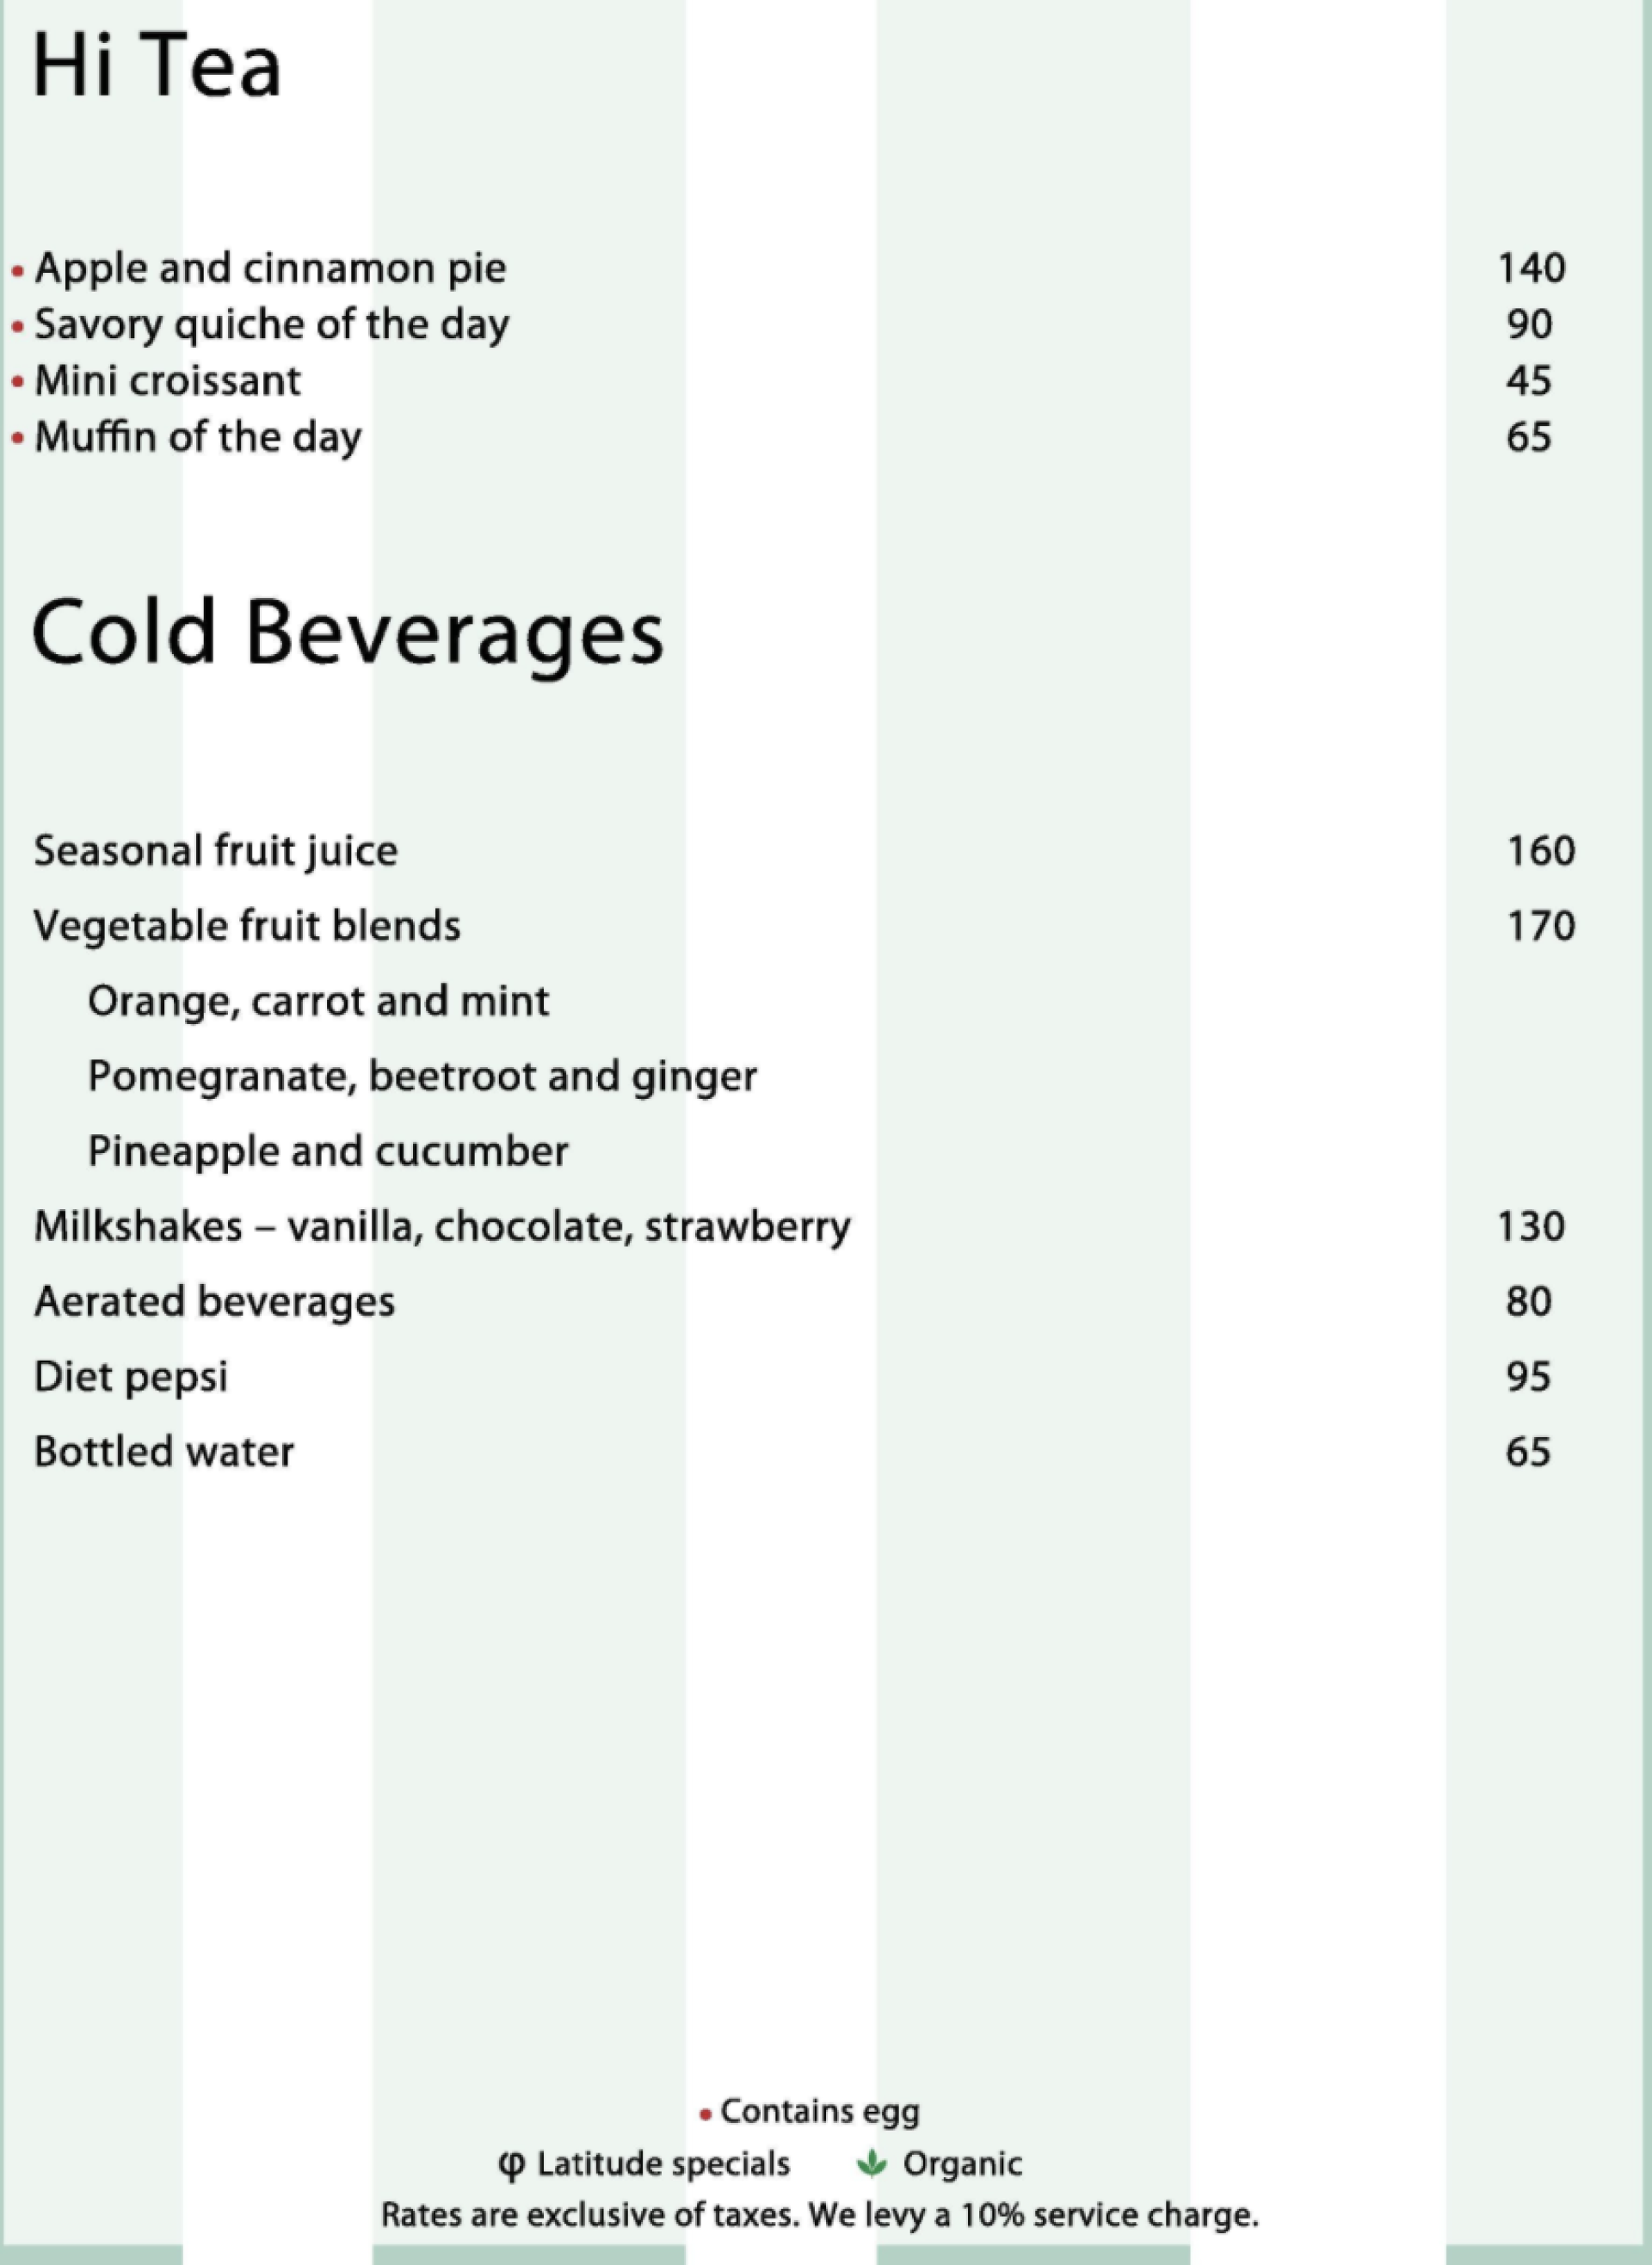 Hi Tea
• Apple and cinnamon pie 140
• Savory quiche of the day 90
• Mini croissant 45
• Muffin of the day 65
Cold Beverages
Seasonal fruit juice 160
Vegetable fruit blends 170
Orange, carrot and mint
Pomegranate, beetroot and ginger
Pineapple and cucumber
Milkshakes – vanilla, chocolate, strawberry 130
Aerated beverages 80
Diet pepsi 95
Bottled water 65
• Contains egg
φ Latitude specials Organic
Rates are exclusive of taxes. We levy a 10% service charge.